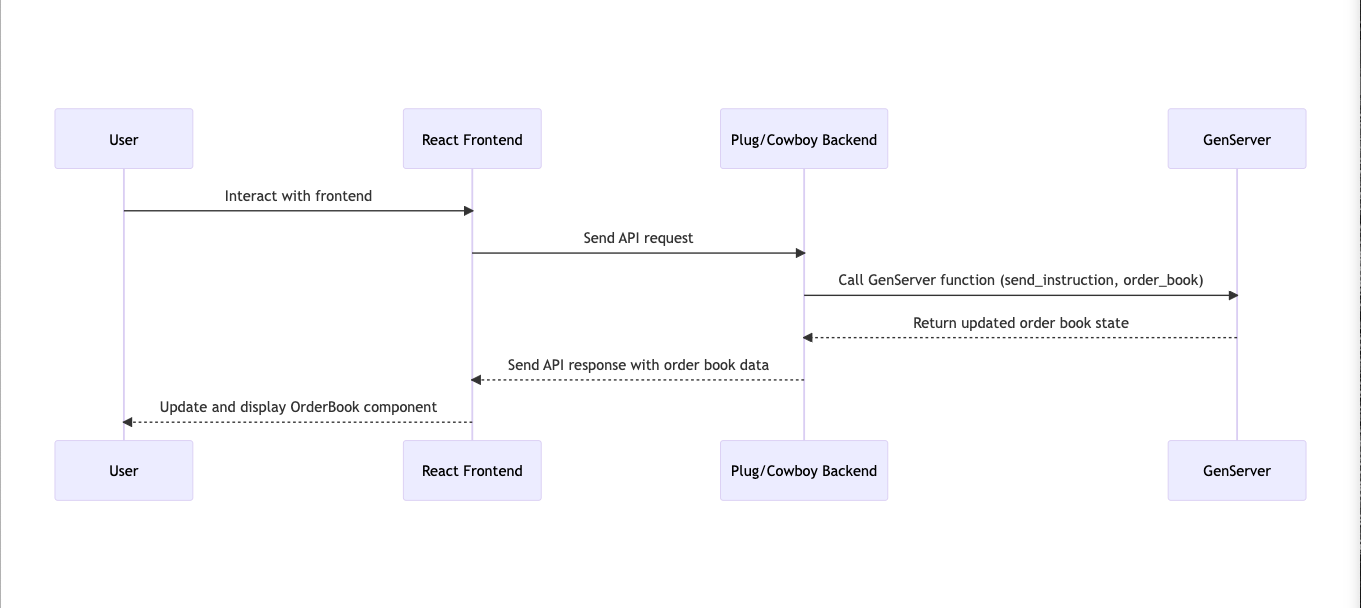 User
React Frontend
Plug/Cowboy Backend
GenServer
Interact with frontend
Send API request
Call GenServer function (send_instruction, order_book)
Return updated order book state
Send API response with order book data
Update and display OrderBook component
User
React Frontend
Plug/Cowboy Backend
GenServer